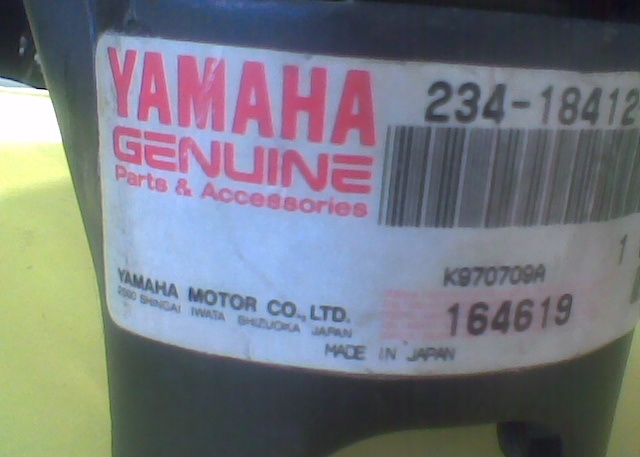 YAMAHA
GENUINE
Parts & Accessories
234-18412
1
K970709A
164619
YAMAHA MOTOR CO., LTD.
2500 SHINGAI IWATA SHIZUOKA JAPAN
MADE IN JAPAN